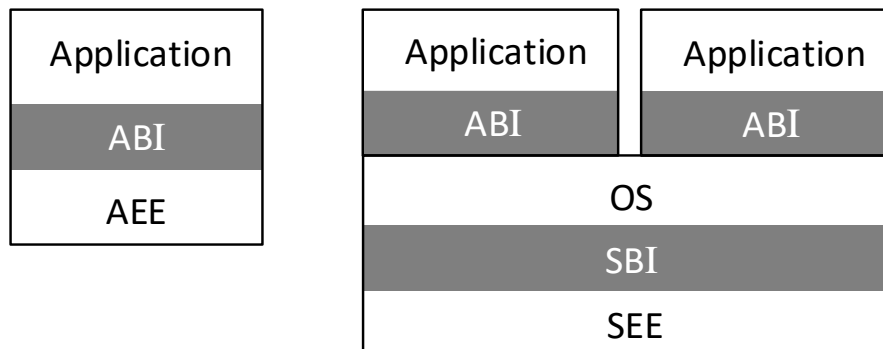 Application
ABI
AEE
Application
ABI
Application
ABI
OS
SBI
SEE